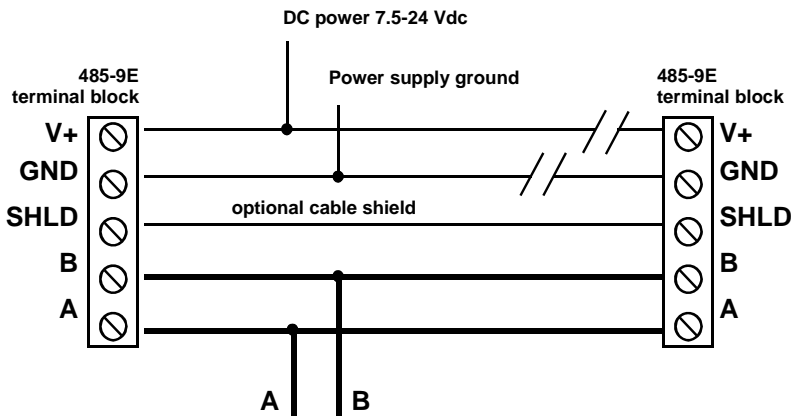 DC power 7.5-24 Vdc
485-9E
terminal block
Power supply ground
485-9E
terminal block
V+
V+
GND
GND
optional cable shield
SHLD
SHLD
B
B
A
A
A
B